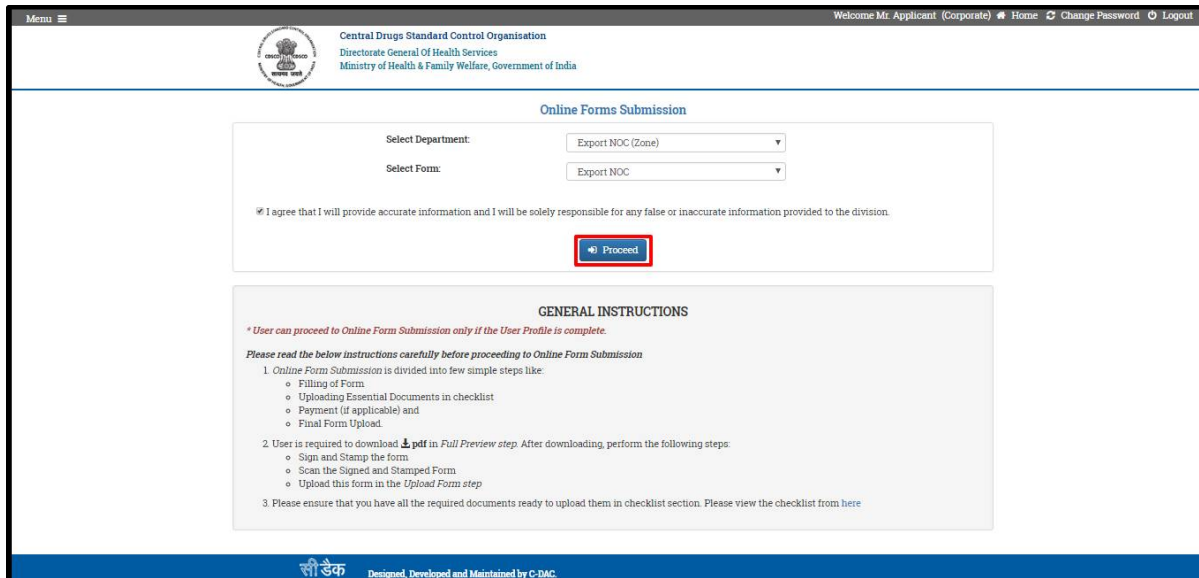 Menu
Welcome Mr. Applicant (Corporate) Home Change Password Logout
Central Drugs Standard Control Organisation
Directorate General Of Health Services
Ministry of Health & Family Welfare, Government of India
CDSCO CDSCO
Online Forms Submission
Select Department: Export NOC (Zone)
Select Form: Export NOC
I agree that I will provide accurate information and I will be solely responsible for any false or inaccurate information provided to the division.
Proceed
GENERAL INSTRUCTIONS
* User can proceed to Online Form Submission only if the User Profile is complete.
Please read the below instructions carefully before proceeding to Online Form Submission
1. Online Form Submission is divided into few simple steps like:
Filling of Form
Uploading Essential Documents in checklist
Payment (if applicable) and
Final Form Upload.
2. User is required to download pdf in Full Preview step. After downloading, perform the following steps:
Sign and Stamp the form
Scan the Signed and Stamped Form
Upload this form in the Upload Form step
3. Please ensure that you have all the required documents ready to upload them in checklist section. Please view the checklist from here
सी डैक Designed, Developed and Maintained by C-DAC.